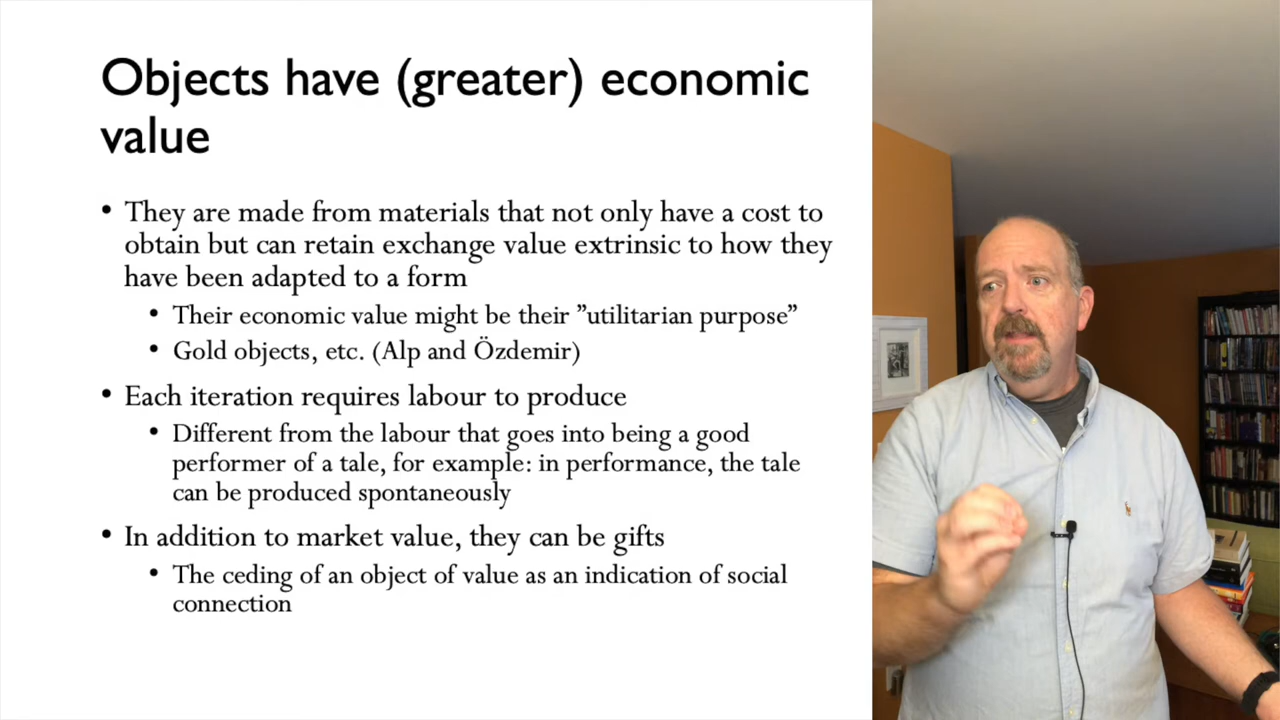 Objects have (greater) economic
value
• They are made from materials that not only have a cost to
obtain but can retain exchange value extrinsic to how they
have been adapted to a form
• Their economic value might be their ”utilitarian purpose”
• Gold objects, etc. (Alp and Özdemir)
• Each iteration requires labour to produce
• Different from the labour that goes into being a good
performer of a tale, for example: in performance, the tale
can be produced spontaneously
• In addition to market value, they can be gifts
• The ceding of an object of value as an indication of social
connection